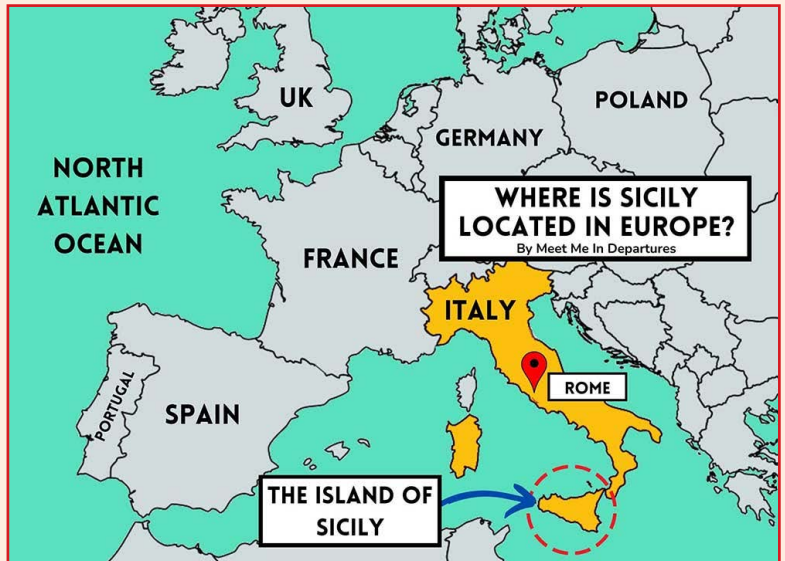 UK
POLAND
GERMANY
NORTH
ATLANTIC
OCEAN
WHERE IS SICILY
LOCATED IN EUROPE?
By Meet Me In Departures
FRANCE
ITALY
ROME
PORTUGAL
SPAIN
THE ISLAND OF
SICILY